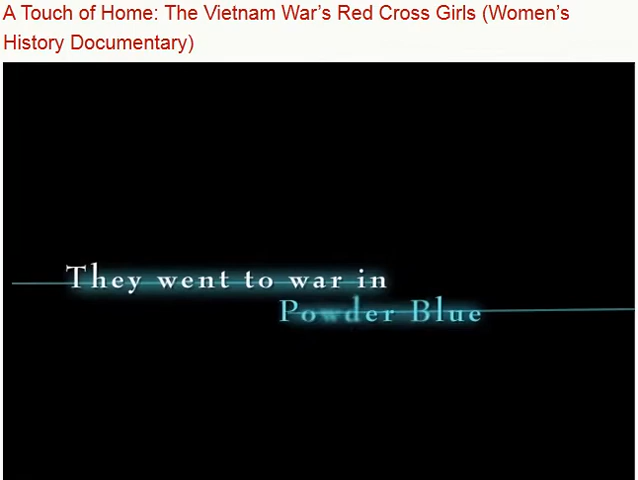 A Touch of Home: The Vietnam War’s Red Cross Girls (Women’s
History Documentary)
They went to war in
Powder Blue